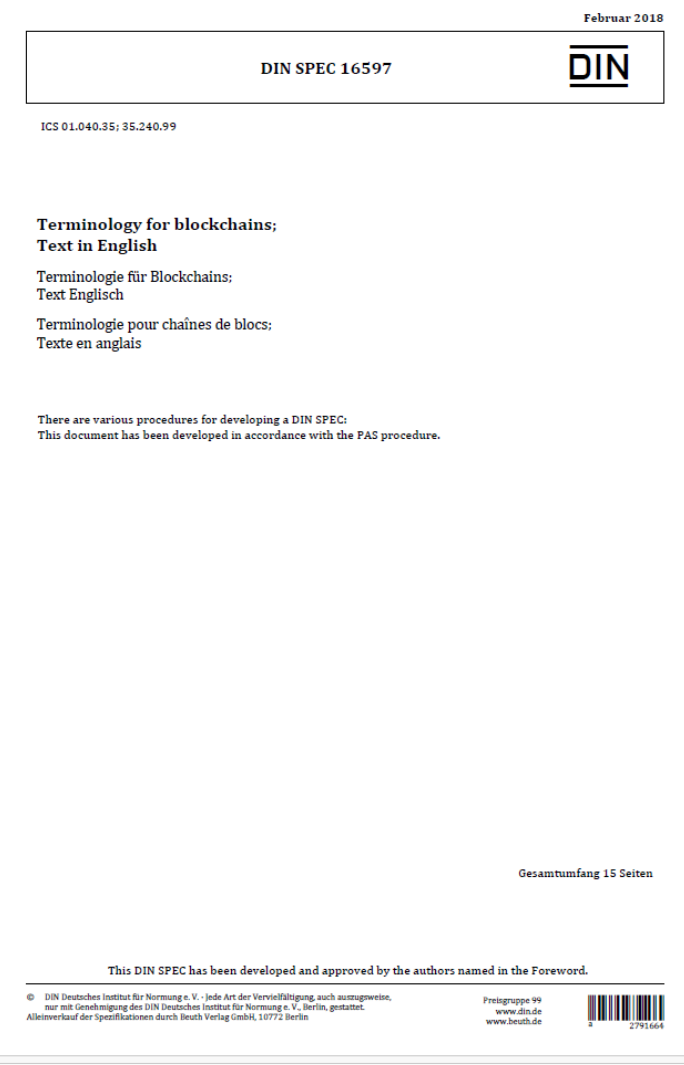 Februar 2018
DIN SPEC 16597
DIN
ICS 01.040.35; 35.240.99
Terminology for blockchains;
Text in English
Terminologie für Blockchains;
Text Englisch
Terminologie pour chaînes de blocs;
Texte en anglais
There are various procedures for developing a DIN SPEC:
This document has been developed in accordance with the PAS procedure.
Gesamtumfang 15 Seiten
This DIN SPEC has been developed and approved by the authors named in the Foreword.
© DIN Deutsches Institut für Normung e. V. · Jede Art der Vervielfältigung, auch auszugsweise,
nur mit Genehmigung des DIN Deutsches Institut für Normung e. V., Berlin, gestattet.
Alleinverkauf der Spezifikationen durch Beuth Verlag GmbH, 10772 Berlin
Preisgruppe 99
www.din.de
www.beuth.de
a 2791664